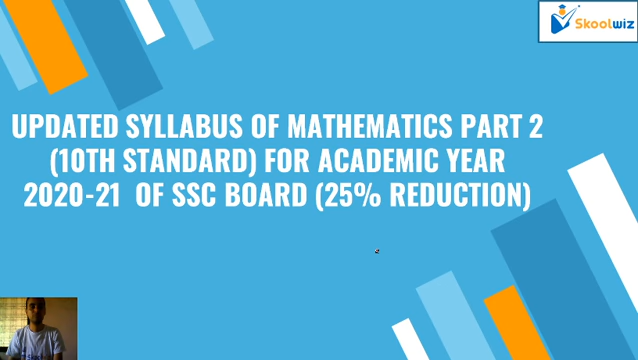 Skoolwiz
UPDATED SYLLABUS OF MATHEMATICS PART 2
(10TH STANDARD) FOR ACADEMIC YEAR
2020-21 OF SSC BOARD (25% REDUCTION)